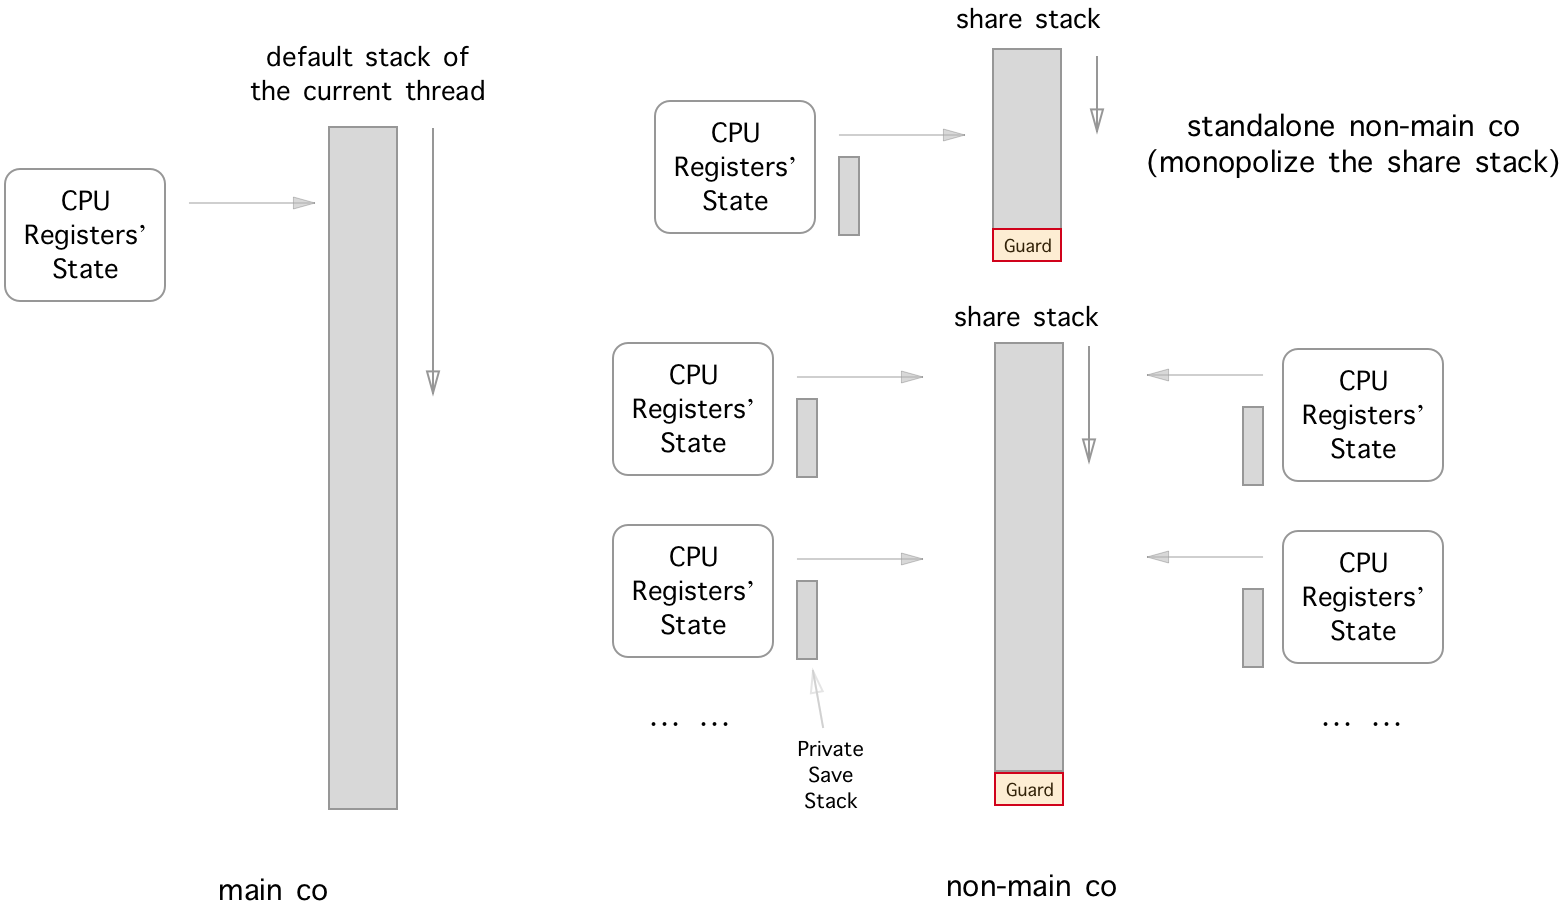 default stack of
the current thread
CPU
Registers’
State
main co
share stack
CPU
Registers’
State
Guard
standalone non-main co
(monopolize the share stack)
share stack
CPU
Registers’
State
CPU
Registers’
State
CPU
Registers’
State
CPU
Registers’
State
... ...
... ...
Private
Save
Stack
Guard
non-main co